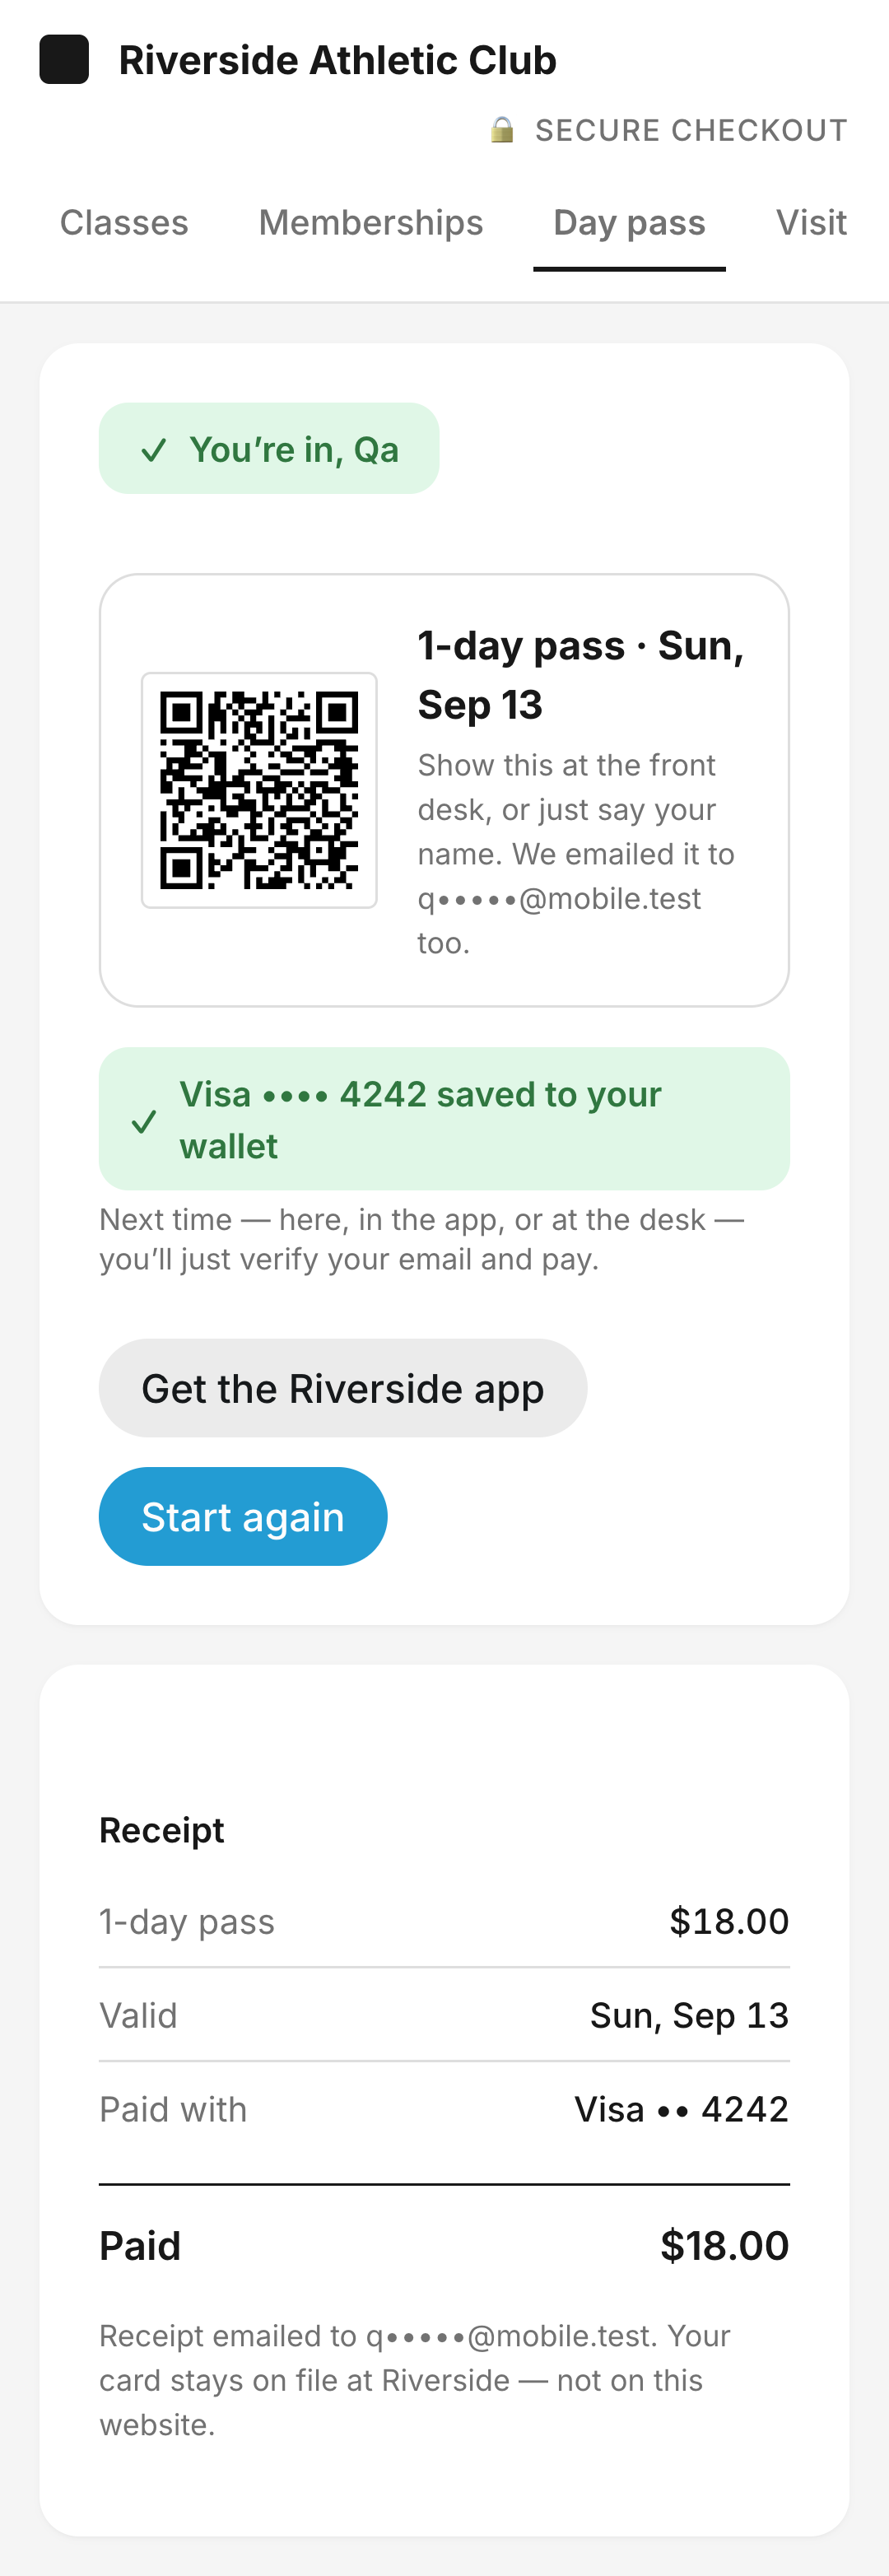 Riverside Athletic Club
🔒 SECURE CHECKOUT
Classes Memberships Day pass Visit
✓ You’re in, Qa
1-day pass · Sun,
Sep 13
Show this at the front
desk, or just say your
name. We emailed it to
q•••••@mobile.test
too.
✓ Visa •••• 4242 saved to your
wallet
Next time — here, in the app, or at the desk —
you’ll just verify your email and pay.
Get the Riverside app
Start again
Receipt
1-day pass $18.00
Valid Sun, Sep 13
Paid with Visa •• 4242
Paid $18.00
Receipt emailed to q•••••@mobile.test. Your
card stays on file at Riverside — not on this
website.